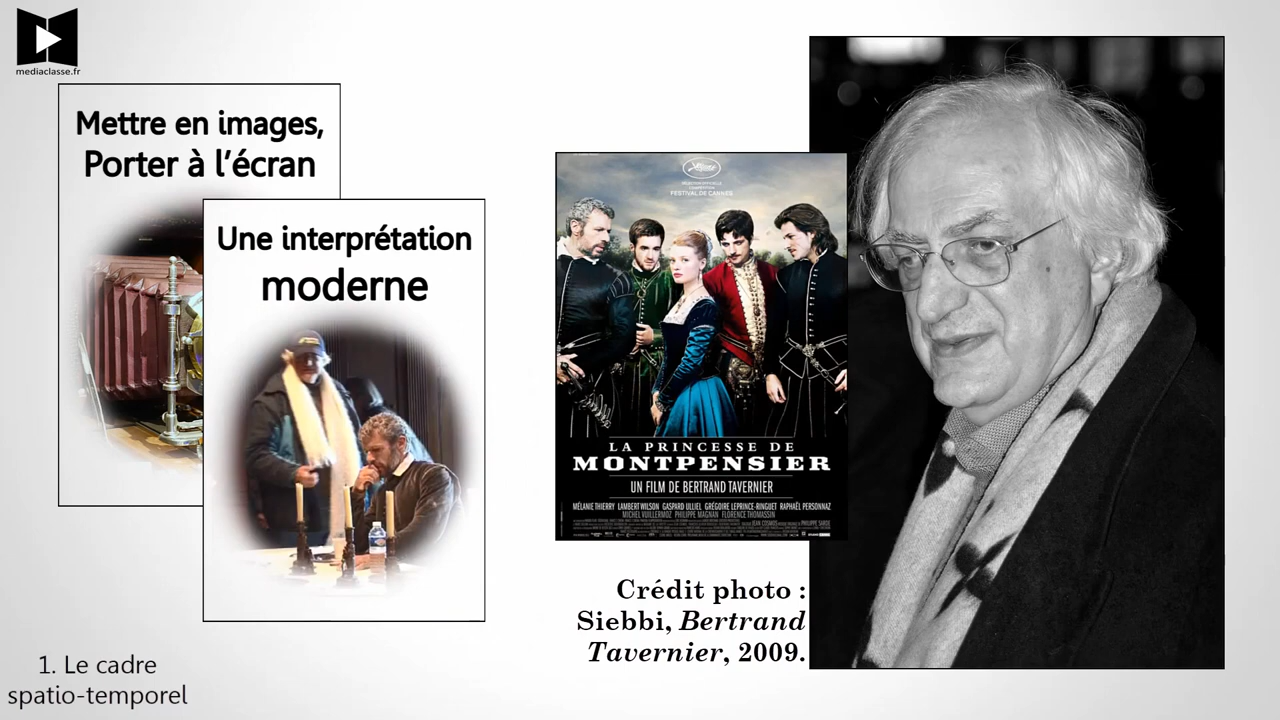 mediaclasse.fr
Mettre en images,
Porter à l'écran
Une interprétation
moderne
FESTIVAL DE CANNES
LA PRINCESSE DE
MONTPENSIER
UN FILM DE BERTRAND TAVERNIER
MÉLANIE THIERRY LAMBERT WILSON GASPARD ULLIEL GRÉGOIRE LEPRINCE-RINGUET RAPHAËL PERSONNAZ
MICHEL VUILLERMOZ PHILIPPE MAGNAN FLORENCE THOMASSIN
Crédit photo :
Siebbi, Bertrand
Tavernier, 2009.
1. Le cadre
spatio-temporel